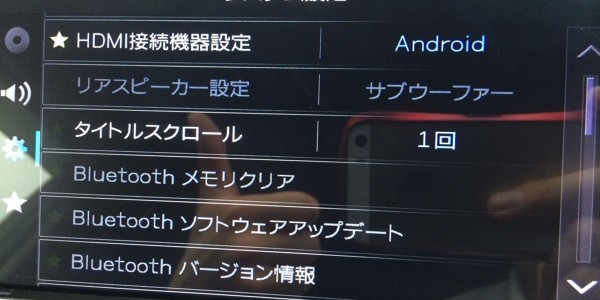 HDMI接続機器設定 Android
リアスピーカー設定 サブウーファー
タイトルスクロール 1回
Bluetooth メモリクリア
Bluetooth ソフトウェアアップデート
Bluetooth バージョン情報